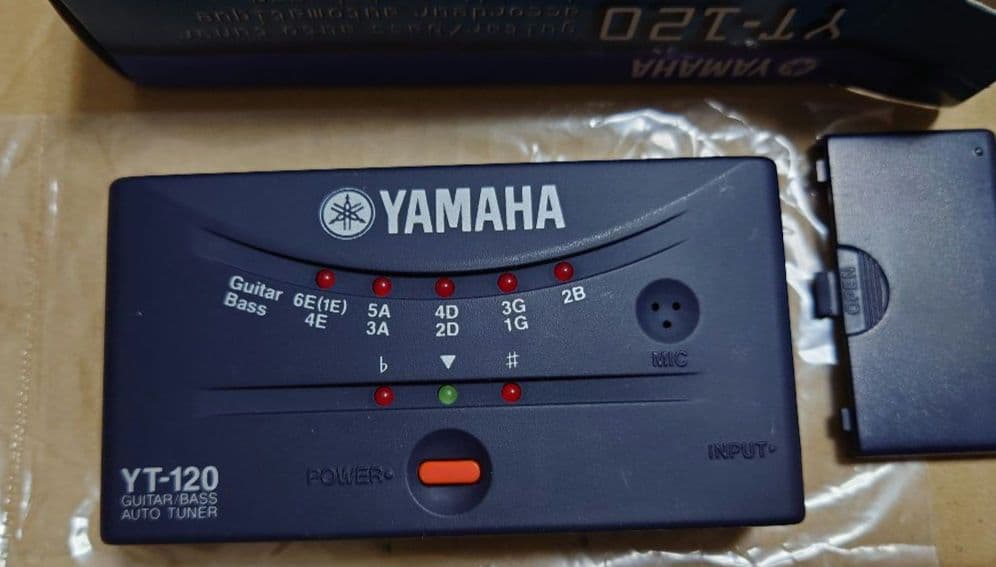 YT-120
YAMAHA
YAMAHA
Guitar 6E(1E) 5A 4D 3G 2B
Bass 4E 3A 2D 1G
♭ ▼ ♯
MIC
OPEN
INPUT
POWER
YT-120
GUITAR/BASS
AUTO TUNER